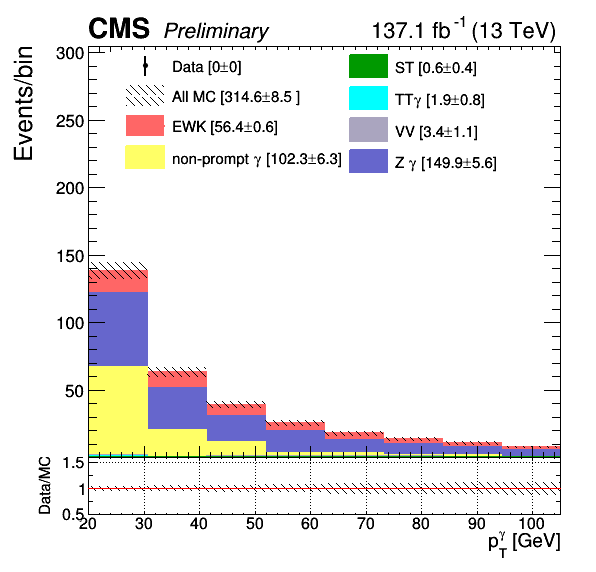 CMS Preliminary 137.1 fb⁻¹ (13 TeV)
Events/bin
300
250
200
150
100
50
Data [0±0]
All MC [314.6±8.5 ]
EWK [56.4±0.6]
non-prompt γ [102.3±6.3]
ST [0.6±0.4]
TTγ [1.9±0.8]
VV [3.4±1.1]
Z γ [149.9±5.6]
Data/MC
1.5
1
0.5
20 30 40 50 60 70 80 90 100
p_T^γ [GeV]